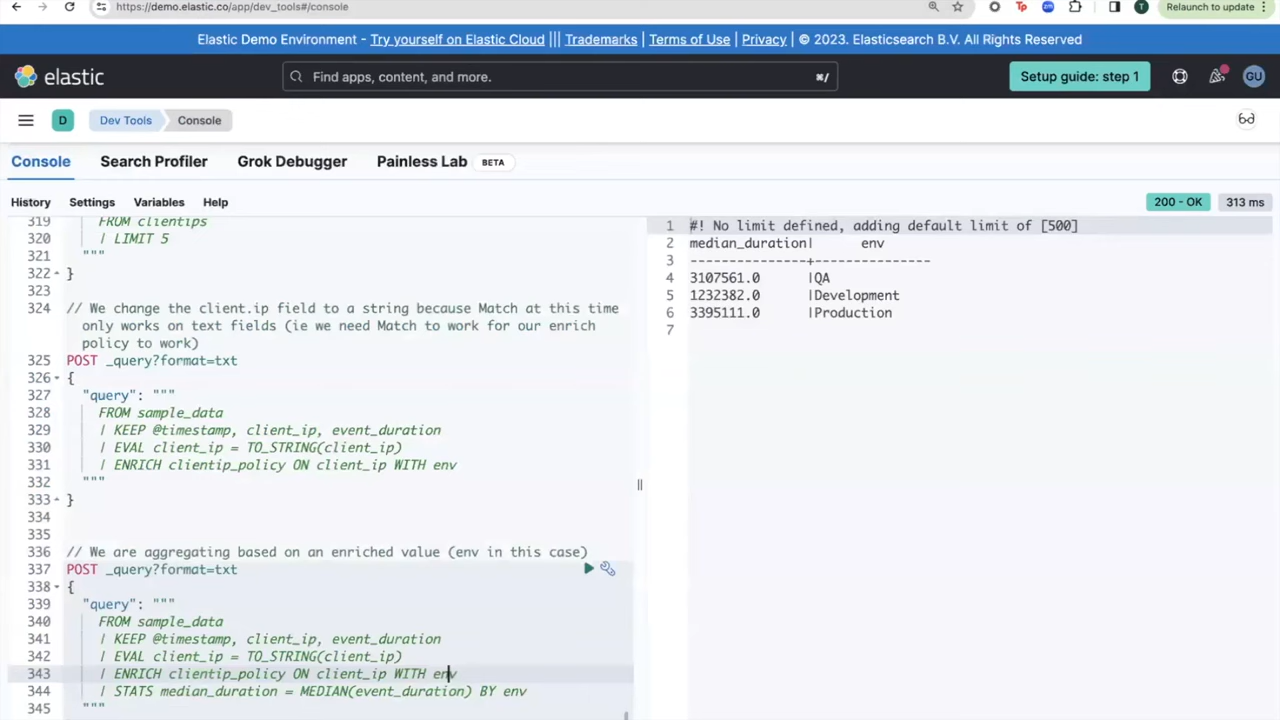 https://demo.elastic.co/app/dev_tools#/console
Relaunch to update
Elastic Demo Environment - Try yourself on Elastic Cloud ||| Trademarks | Terms of Use | Privacy | © 2023. Elasticsearch B.V. All Rights Reserved
elastic
Find apps, content, and more.
⌘/
Setup guide: step 1
GU
D
Dev Tools
Console
Console
Search Profiler
Grok Debugger
Painless Lab
BETA
History
Settings
Variables
Help
200 - OK
313 ms
319 FROM clientips
320 | LIMIT 5
321 """
322 }
323
324 // We change the client.ip field to a string because Match at this time
only works on text fields (ie we need Match to work for our enrich
policy to work)
325 POST _query?format=txt
326 {
327 "query": """
328 FROM sample_data
329 | KEEP @timestamp, client_ip, event_duration
330 | EVAL client_ip = TO_STRING(client_ip)
331 | ENRICH clientip_policy ON client_ip WITH env
332 """
333 }
334
335
336 // We are aggregating based on an enriched value (env in this case)
337 POST _query?format=txt
338 {
339 "query": """
340 FROM sample_data
341 | KEEP @timestamp, client_ip, event_duration
342 | EVAL client_ip = TO_STRING(client_ip)
343 | ENRICH clientip_policy ON client_ip WITH env
344 | STATS median_duration = MEDIAN(event_duration) BY env
345 """
1 #! No limit defined, adding default limit of [500]
2 median_duration| env
3 ---------------+---------------
4 3107561.0 |QA
5 1232382.0 |Development
6 3395111.0 |Production
7